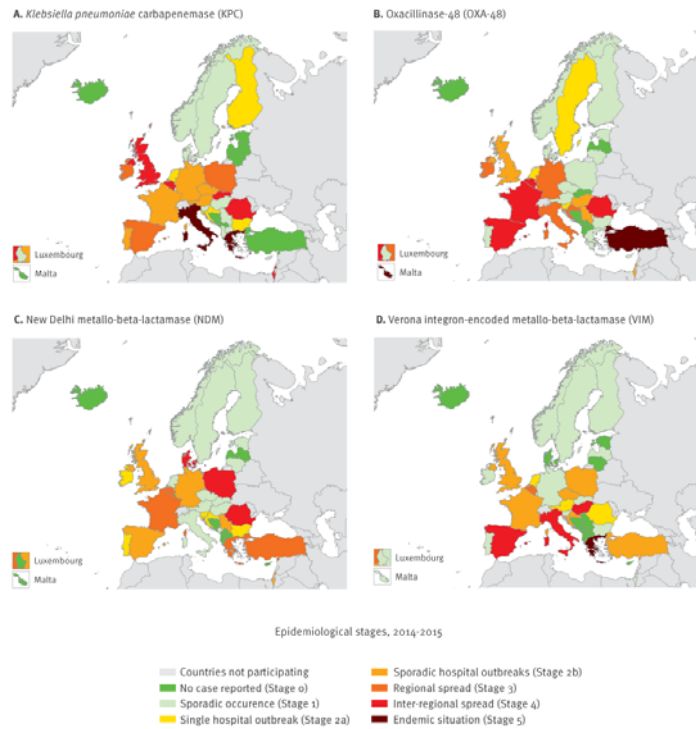 A. Klebsiella pneumoniae carbapenemase (KPC)
B. Oxacillinase-48 (OXA-48)
Luxembourg
Malta
Luxembourg
Malta
C. New Delhi metallo-beta-lactamase (NDM)
D. Verona integron-encoded metallo-beta-lactamase (VIM)
Luxembourg
Malta
Luxembourg
Malta
Epidemiological stages, 2014-2015
Countries not participating
No case reported (Stage 0)
Sporadic occurence (Stage 1)
Single hospital outbreak (Stage 2a)
Sporadic hospital outbreaks (Stage 2b)
Regional spread (Stage 3)
Inter-regional spread (Stage 4)
Endemic situation (Stage 5)